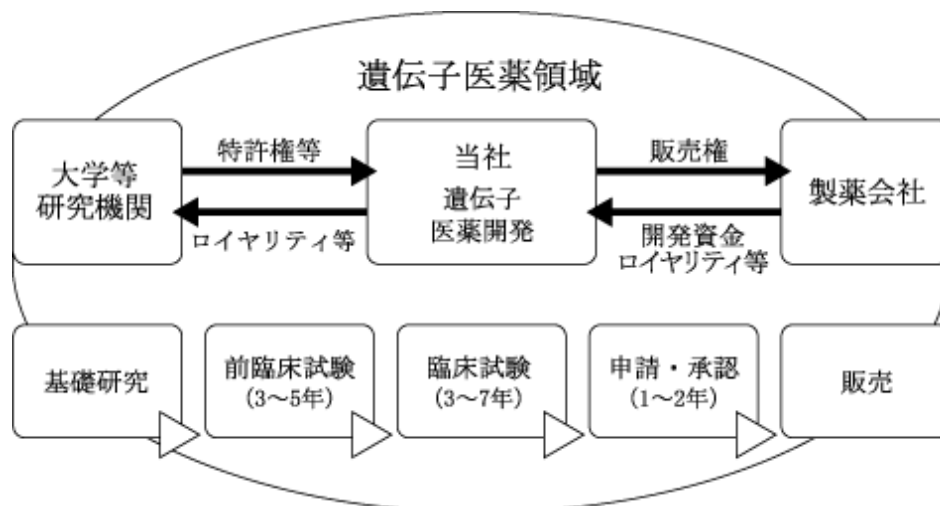 遺伝子医薬領域
大学等
研究機関
特許権等
ロイヤリティ等
当社
遺伝子
医薬開発
販売権
開発資金
ロイヤリティ等
製薬会社
基礎研究
前臨床試験
(3～5年)
臨床試験
(3～7年)
申請・承認
(1～2年)
販売